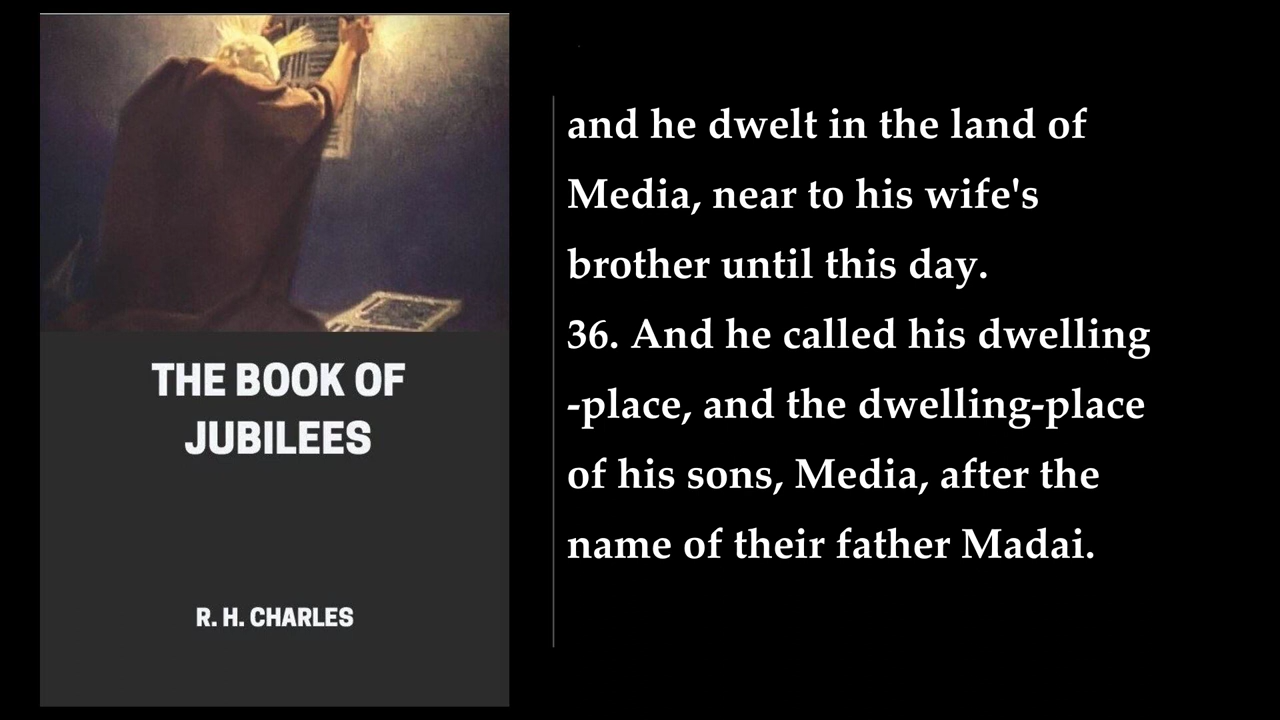 THE BOOK OF
JUBILEES
R. H. CHARLES
and he dwelt in the land of
Media, near to his wife's
brother until this day.
36. And he called his dwelling
-place, and the dwelling-place
of his sons, Media, after the
name of their father Madai.